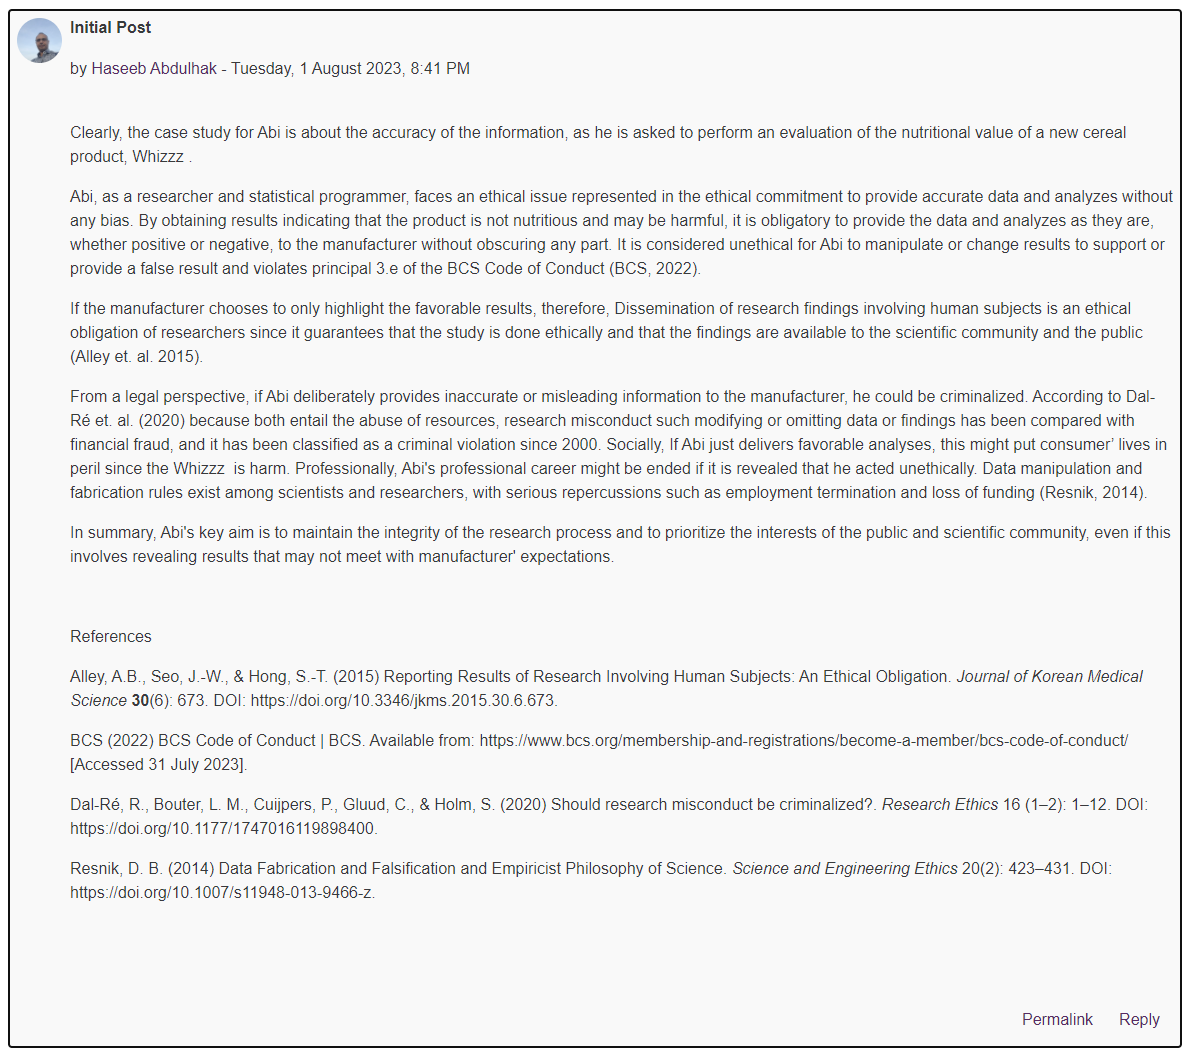 Initial Post
by Haseeb Abdulhak - Tuesday, 1 August 2023, 8:41 PM
Clearly, the case study for Abi is about the accuracy of the information, as he is asked to perform an evaluation of the nutritional value of a new cereal
product, Whizzz .
Abi, as a researcher and statistical programmer, faces an ethical issue represented in the ethical commitment to provide accurate data and analyzes without
any bias. By obtaining results indicating that the product is not nutritious and may be harmful, it is obligatory to provide the data and analyzes as they are,
whether positive or negative, to the manufacturer without obscuring any part. It is considered unethical for Abi to manipulate or change results to support or
provide a false result and violates principal 3.e of the BCS Code of Conduct (BCS, 2022).
If the manufacturer chooses to only highlight the favorable results, therefore, Dissemination of research findings involving human subjects is an ethical
obligation of researchers since it guarantees that the study is done ethically and that the findings are available to the scientific community and the public
(Alley et. al. 2015).
From a legal perspective, if Abi deliberately provides inaccurate or misleading information to the manufacturer, he could be criminalized. According to Dal-
Ré et. al. (2020) because both entail the abuse of resources, research misconduct such modifying or omitting data or findings has been compared with
financial fraud, and it has been classified as a criminal violation since 2000. Socially, If Abi just delivers favorable analyses, this might put consumer’ lives in
peril since the Whizzz  is harm. Professionally, Abi's professional career might be ended if it is revealed that he acted unethically. Data manipulation and
fabrication rules exist among scientists and researchers, with serious repercussions such as employment termination and loss of funding (Resnik, 2014).
In summary, Abi's key aim is to maintain the integrity of the research process and to prioritize the interests of the public and scientific community, even if this
involves revealing results that may not meet with manufacturer' expectations.
References
Alley, A.B., Seo, J.-W., & Hong, S.-T. (2015) Reporting Results of Research Involving Human Subjects: An Ethical Obligation. Journal of Korean Medical
Science 30(6): 673. DOI: https://doi.org/10.3346/jkms.2015.30.6.673.
BCS (2022) BCS Code of Conduct | BCS. Available from: https://www.bcs.org/membership-and-registrations/become-a-member/bcs-code-of-conduct/
[Accessed 31 July 2023].
Dal-Ré, R., Bouter, L. M., Cuijpers, P., Gluud, C., & Holm, S. (2020) Should research misconduct be criminalized?. Research Ethics 16 (1–2): 1–12. DOI:
https://doi.org/10.1177/1747016119898400.
Resnik, D. B. (2014) Data Fabrication and Falsification and Empiricist Philosophy of Science. Science and Engineering Ethics 20(2): 423–431. DOI:
https://doi.org/10.1007/s11948-013-9466-z.
Permalink Reply